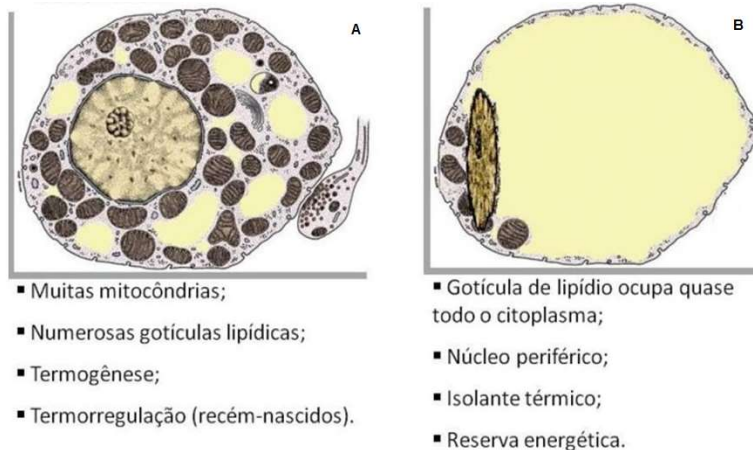 A
▪ Muitas mitocôndrias;
▪ Numerosas gotículas lipídicas;
▪ Termogênese;
▪ Termorregulação (recém-nascidos).
B
▪ Gotícula de lipídio ocupa quase
todo o citoplasma;
▪ Núcleo periférico;
▪ Isolante térmico;
▪ Reserva energética.